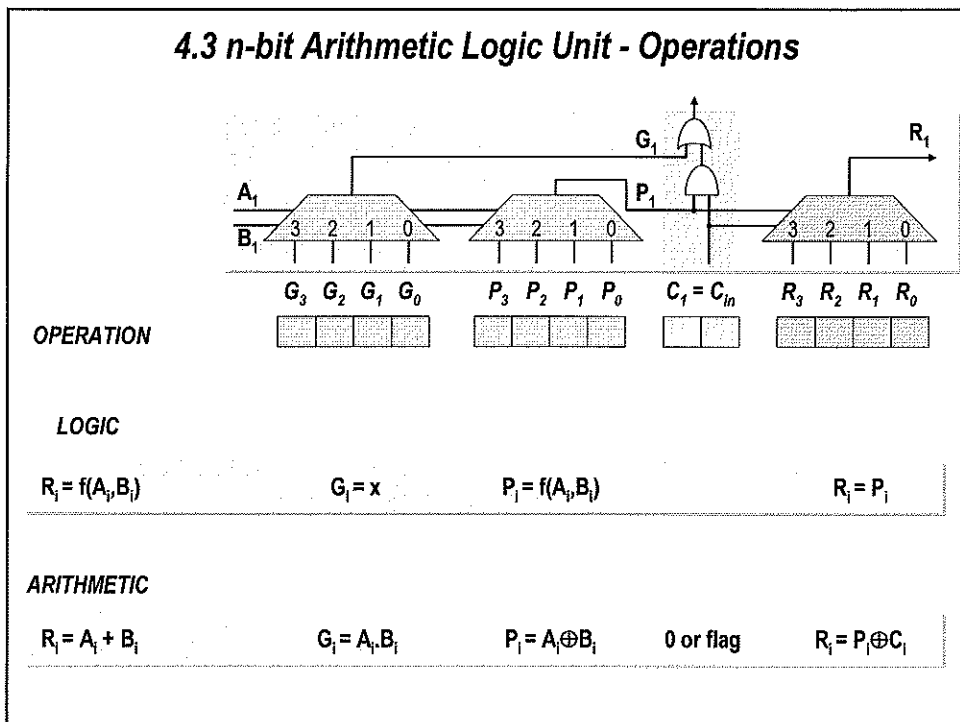 4.3 n-bit Arithmetic Logic Unit - Operations
G₁ R₁
A₁ P₁
B₁ 3 2 1 0 3 2 1 0 3 2 1 0
G₃ G₂ G₁ G₀ P₃ P₂ P₁ P₀ C₁ = Cᵢₙ R₃ R₂ R₁ R₀
OPERATION
LOGIC
Rᵢ = f(Aᵢ,Bᵢ) Gᵢ = x Pᵢ = f(Aᵢ,Bᵢ) Rᵢ = Pᵢ
ARITHMETIC
Rᵢ = Aᵢ + Bᵢ Gᵢ = Aᵢ.Bᵢ Pᵢ = Aᵢ⊕Bᵢ 0 or flag Rᵢ = Pᵢ⊕Cᵢ